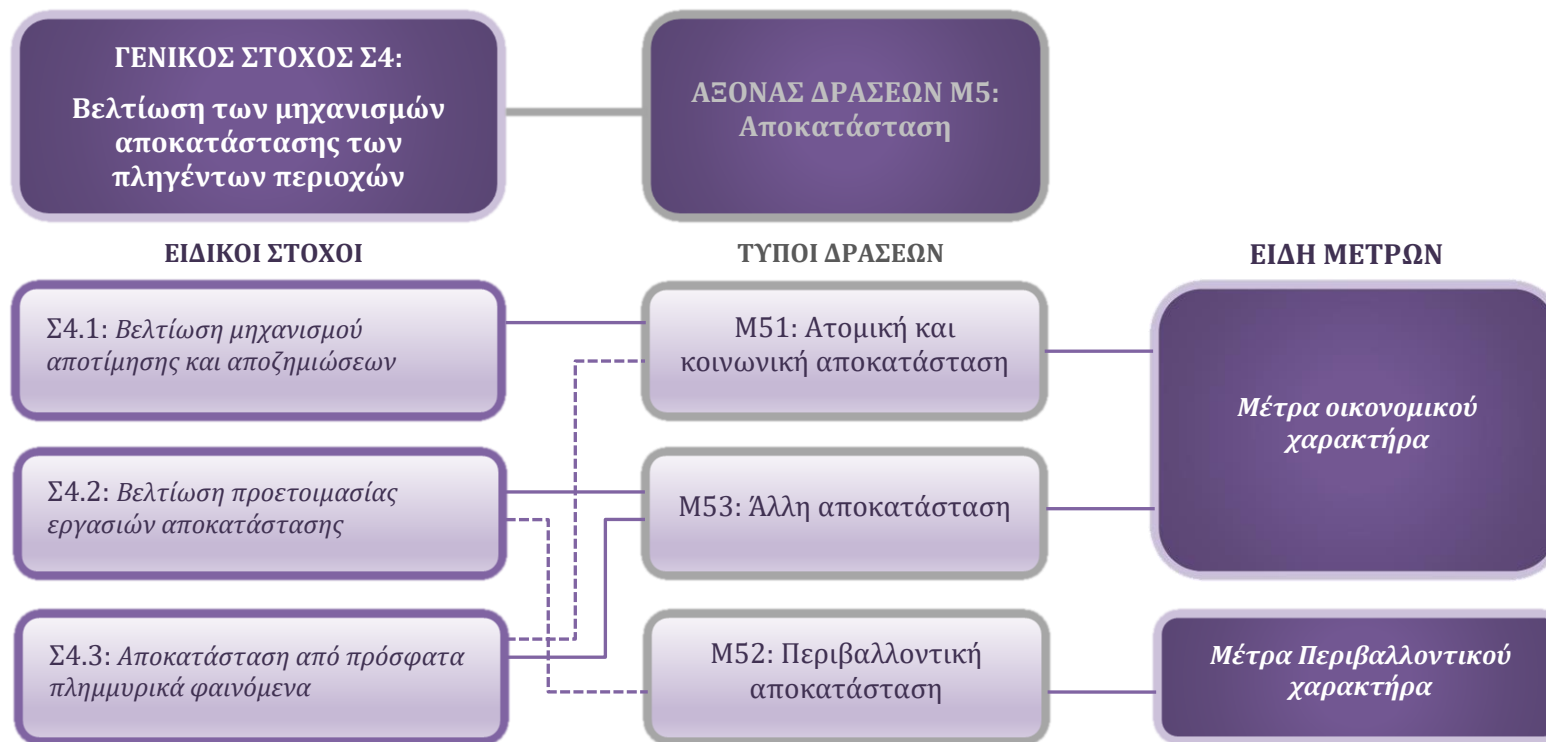 ΓΕΝΙΚΟΣ ΣΤΟΧΟΣ Σ4:
Βελτίωση των μηχανισμών
αποκατάστασης των
πληγέντων περιοχών
ΑΞΟΝΑΣ ΔΡΑΣΕΩΝ Μ5:
Αποκατάσταση
ΕΙΔΙΚΟΙ ΣΤΟΧΟΙ
ΤΥΠΟΙ ΔΡΑΣΕΩΝ
ΕΙΔΗ ΜΕΤΡΩΝ
Σ4.1: Βελτίωση μηχανισμού
αποτίμησης και αποζημιώσεων
Σ4.2: Βελτίωση προετοιμασίας
εργασιών αποκατάστασης
Σ4.3: Αποκατάσταση από πρόσφατα
πλημμυρικά φαινόμενα
Μ51: Ατομική και
κοινωνική αποκατάσταση
Μ53: Άλλη αποκατάσταση
Μ52: Περιβαλλοντική
αποκατάσταση
Μέτρα οικονομικού
χαρακτήρα
Μέτρα Περιβαλλοντικού
χαρακτήρα